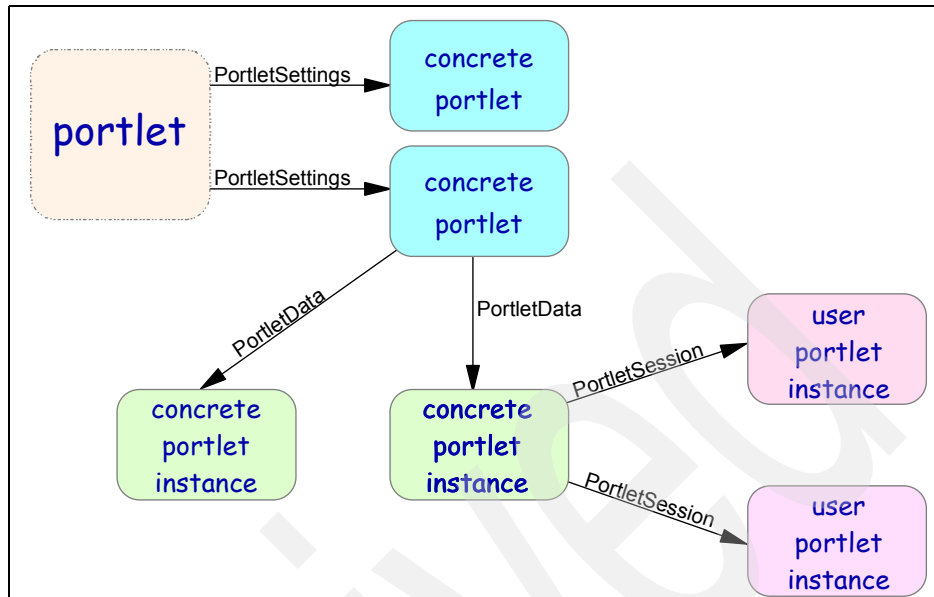 PortletSettings
concrete
portlet
portlet
PortletSettings
concrete
portlet
PortletData
PortletData
concrete
portlet
instance
concrete
portlet
instance
PortletSession
user
portlet
instance
PortletSession
user
portlet
instance